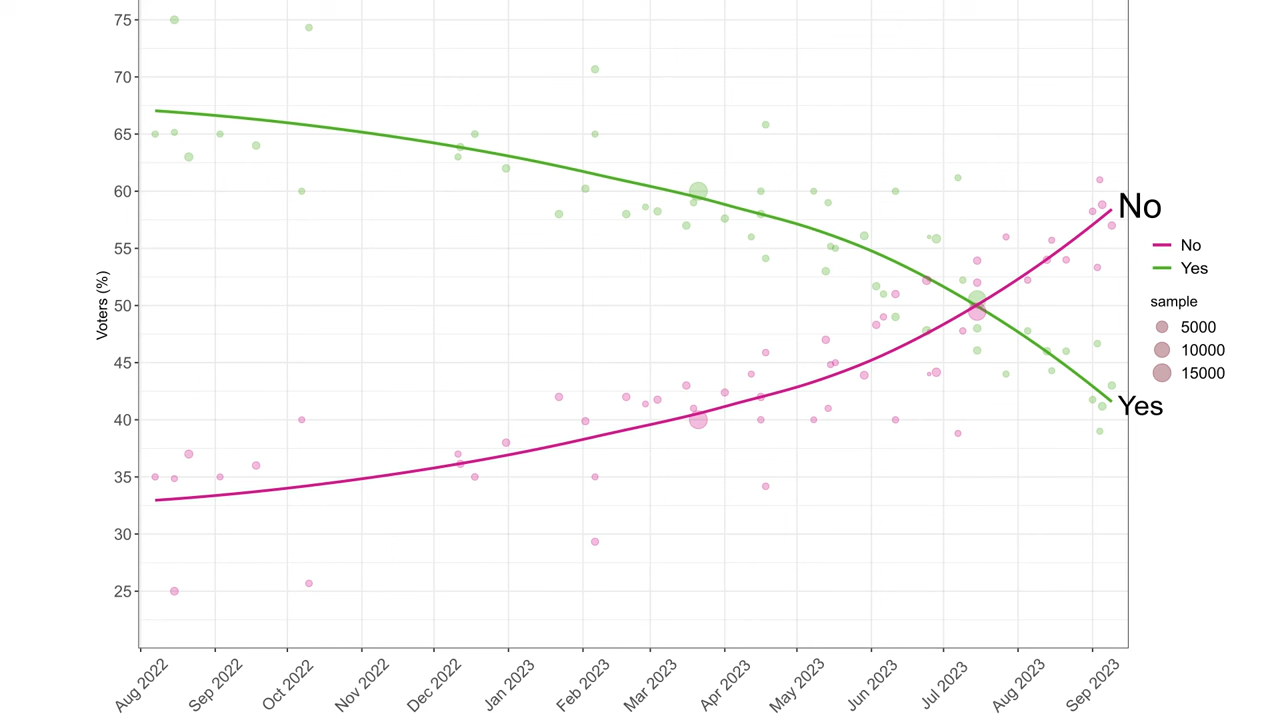 75
70
65
60
55
50
45
40
35
30
25
Voters (%)
Aug 2022
Sep 2022
Oct 2022
Nov 2022
Dec 2022
Jan 2023
Feb 2023
Mar 2023
Apr 2023
May 2023
Jun 2023
Jul 2023
Aug 2023
Sep 2023
No
Yes
No
Yes
sample
5000
10000
15000